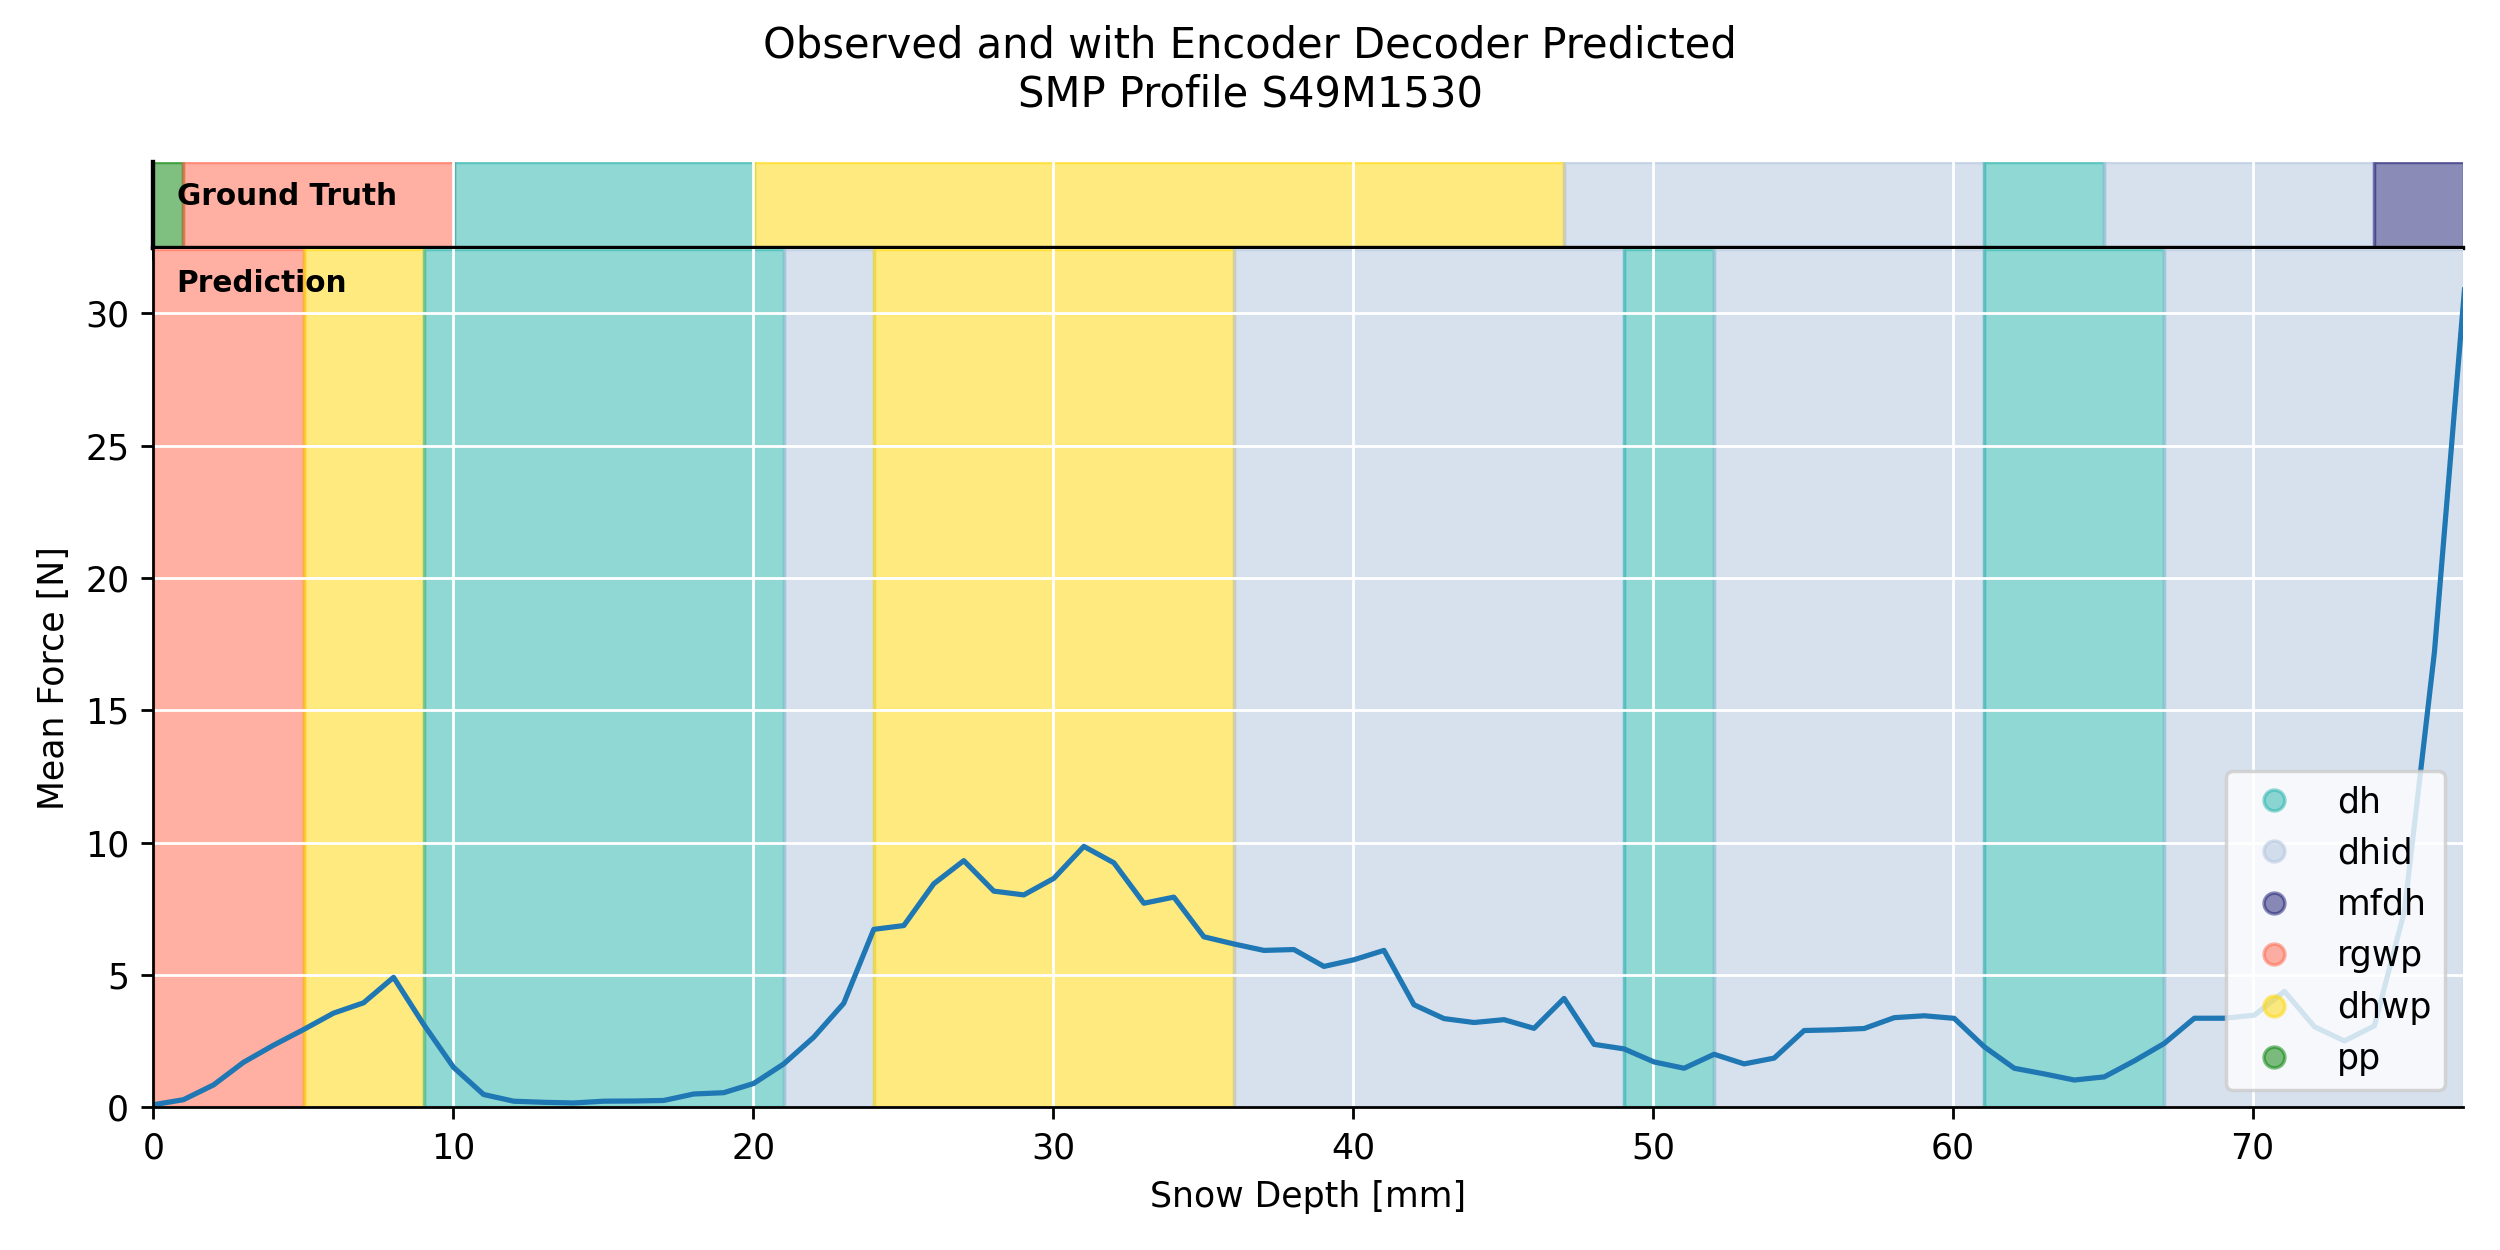 Observed and with Encoder Decoder Predicted
SMP Profile S49M1530
Ground Truth
Prediction
30
25
20
15
10
5
0
Mean Force [N]
dh
dhid
mfdh
rgwp
dhwp
pp
0 10 20 30 40 50 60 70
Snow Depth [mm]